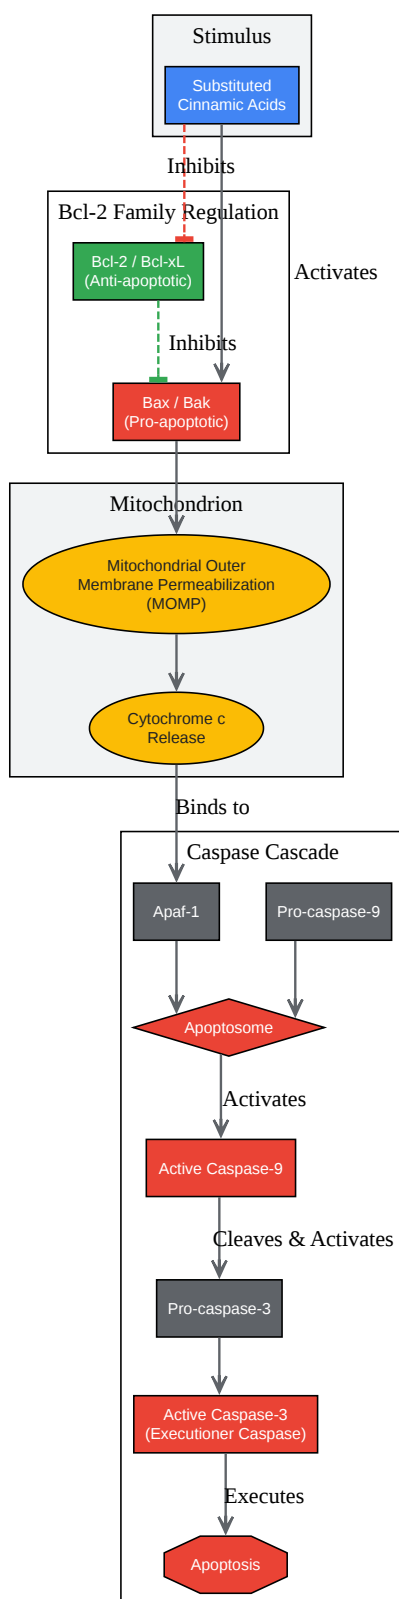 Stimulus
Substituted
Cinnamic Acids
Inhibits
Bcl-2 Family Regulation
Bcl-2 / Bcl-xL
(Anti-apoptotic)
Activates
Inhibits
Bax / Bak
(Pro-apoptotic)
Mitochondrion
Mitochondrial Outer
Membrane Permeabilization
(MOMP)
Cytochrome c
Release
Binds to
Caspase Cascade
Apaf-1
Pro-caspase-9
Apoptosome
Activates
Active Caspase-9
Cleaves & Activates
Pro-caspase-3
Active Caspase-3
(Executioner Caspase)
Executes
Apoptosis